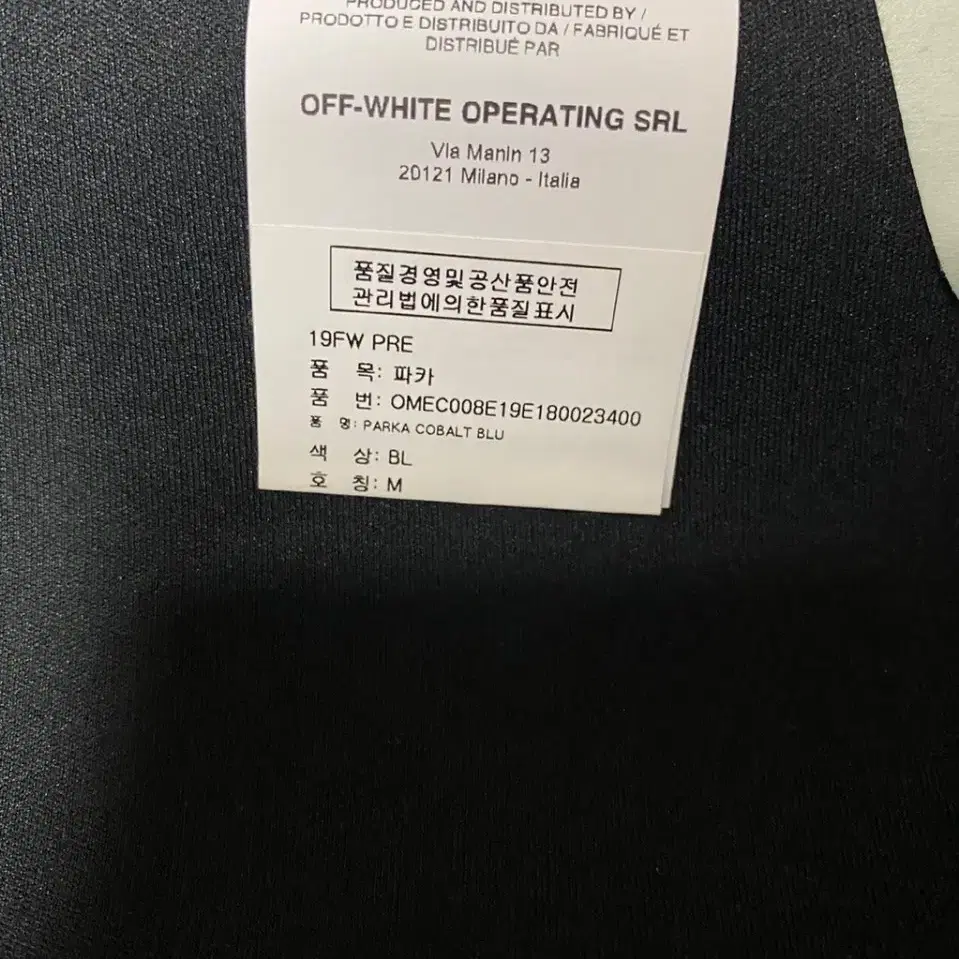 PRODUCED AND DISTRIBUTED BY /
PRODOTTO E DISTRIBUITO DA / FABRIQUÉ ET
DISTRIBUÉ PAR
OFF-WHITE OPERATING SRL
Via Manin 13
20121 Milano - Italia
품질경영및공산품안전
관리법에의한품질표시
19FW PRE
품 목: 파카
품 번: OMEC008E19E180023400
품 명: PARKA COBALT BLU
색 상: BL
호 칭: M